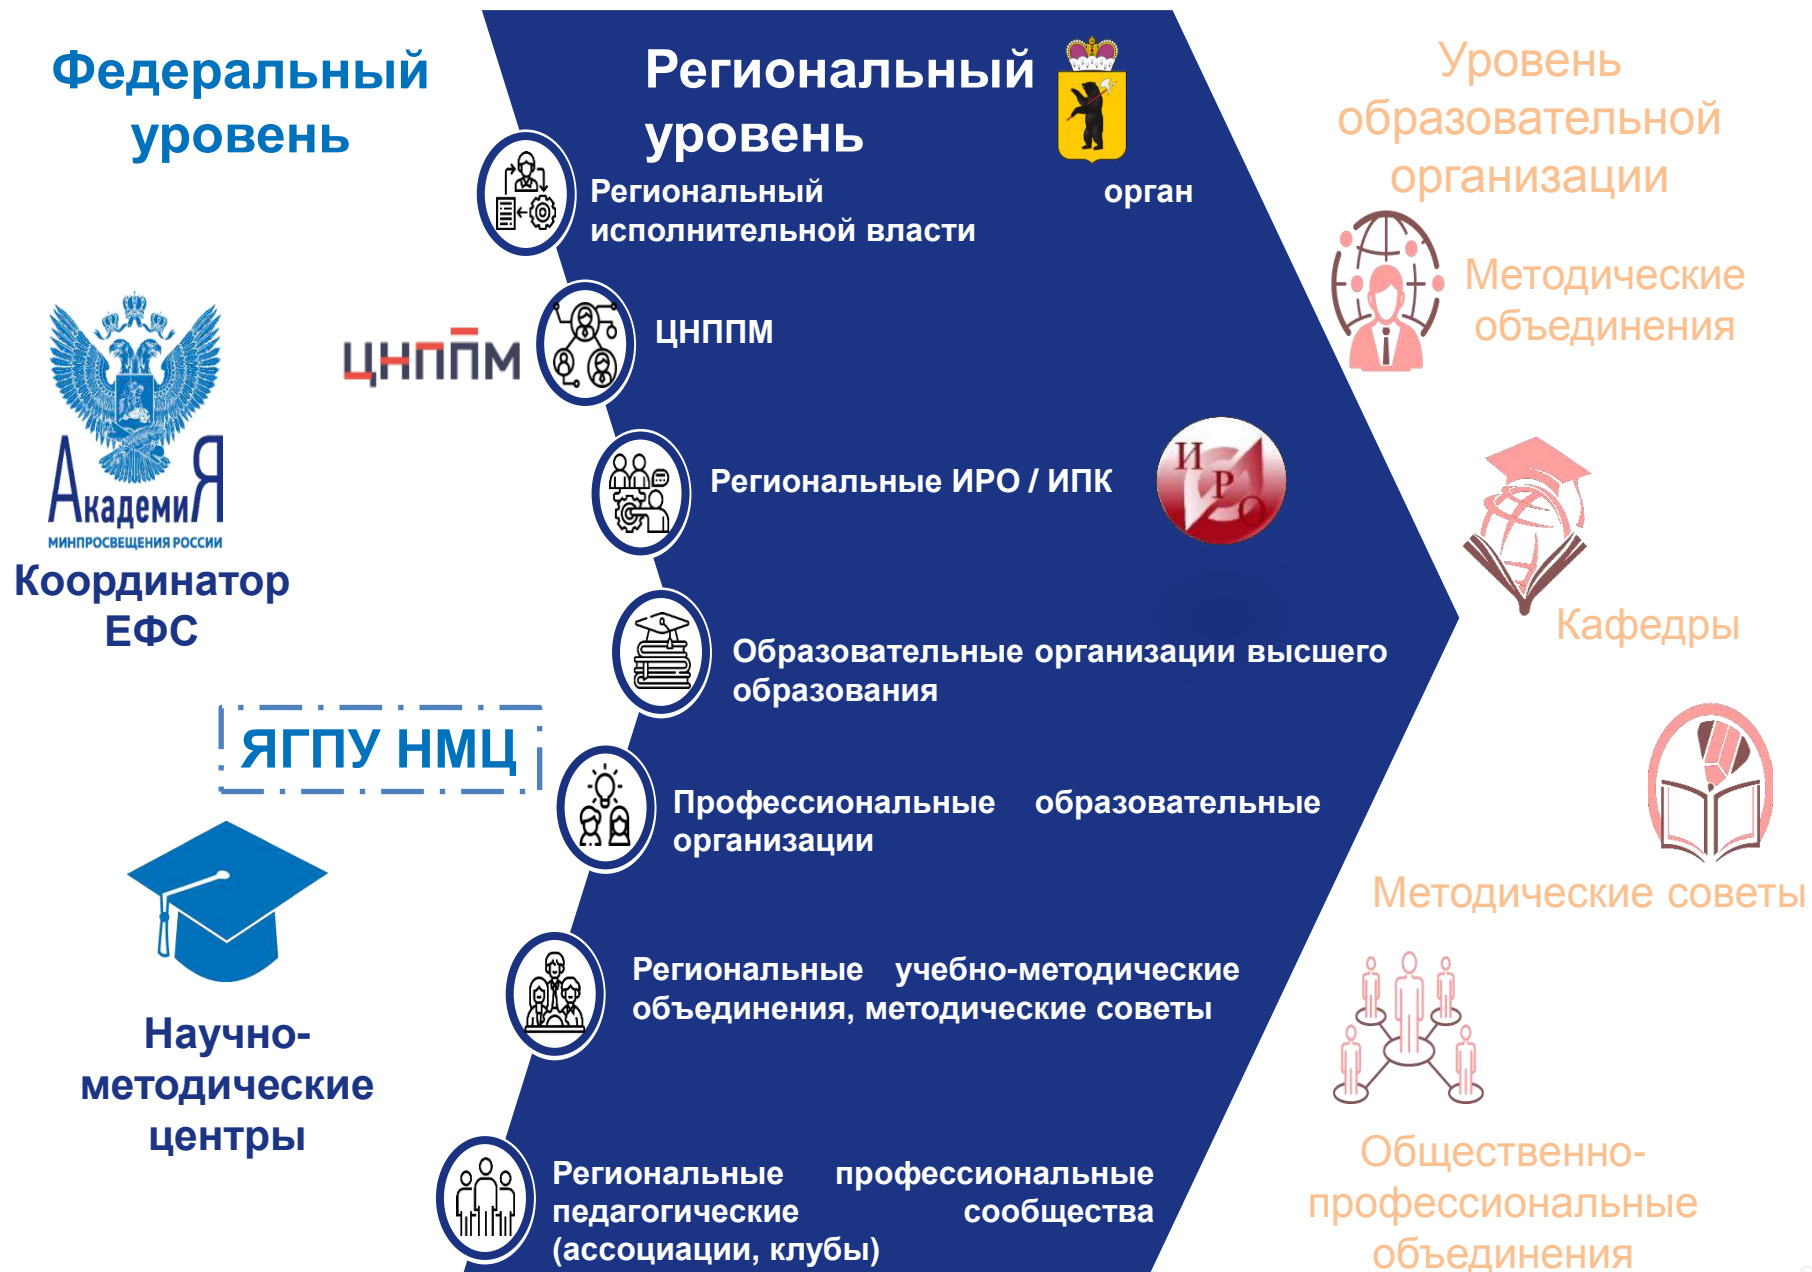 Федеральный
уровень
АкадемиЯ
МИНПРОСВЕЩЕНИЯ РОССИИ
Координатор
ЕФС
ЦНППМ
ЯГПУ НМЦ
Научно-
методические
центры
Региональный
уровень
Региональный орган
исполнительной власти
ЦНППМ
Региональные ИРО / ИПК
И
Р
О
Образовательные организации высшего
образования
Профессиональные образовательные
организации
Региональные учебно-методические
объединения, методические советы
Региональные профессиональные
педагогические сообщества
(ассоциации, клубы)
Уровень
образовательной
организации
Методические
объединения
Кафедры
Методические советы
Общественно-
профессиональные
объединения